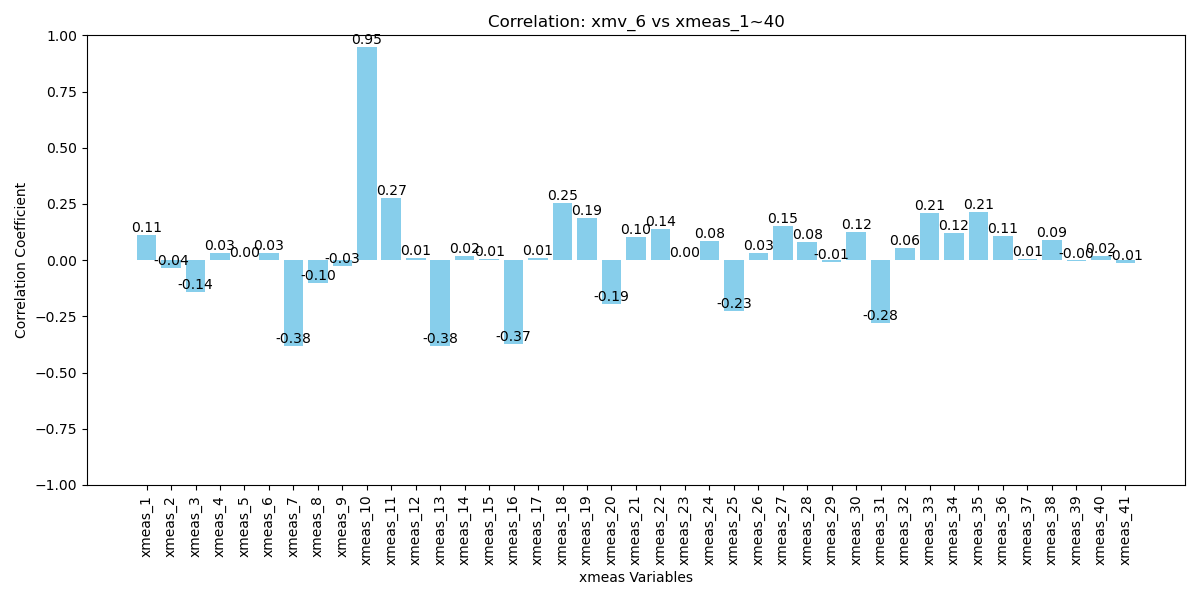 Correlation: xmv_6 vs xmeas_1~40
Correlation Coefficient
1.00
0.75
0.50
0.25
0.00
−0.25
−0.50
−0.75
−1.00
0.11
-0.04
-0.14
0.03
0.00
0.03
-0.38
-0.10
-0.03
0.95
0.27
0.01
-0.38
0.02
0.01
-0.37
0.01
0.25
0.19
-0.19
0.10
0.14
0.00
0.08
-0.23
0.03
0.15
0.08
-0.01
0.12
-0.28
0.06
0.21
0.12
0.21
0.11
0.01
0.09
-0.00
0.02
-0.01
xmeas_1
xmeas_2
xmeas_3
xmeas_4
xmeas_5
xmeas_6
xmeas_7
xmeas_8
xmeas_9
xmeas_10
xmeas_11
xmeas_12
xmeas_13
xmeas_14
xmeas_15
xmeas_16
xmeas_17
xmeas_18
xmeas_19
xmeas_20
xmeas_21
xmeas_22
xmeas_23
xmeas_24
xmeas_25
xmeas_26
xmeas_27
xmeas_28
xmeas_29
xmeas_30
xmeas_31
xmeas_32
xmeas_33
xmeas_34
xmeas_35
xmeas_36
xmeas_37
xmeas_38
xmeas_39
xmeas_40
xmeas_41
xmeas Variables